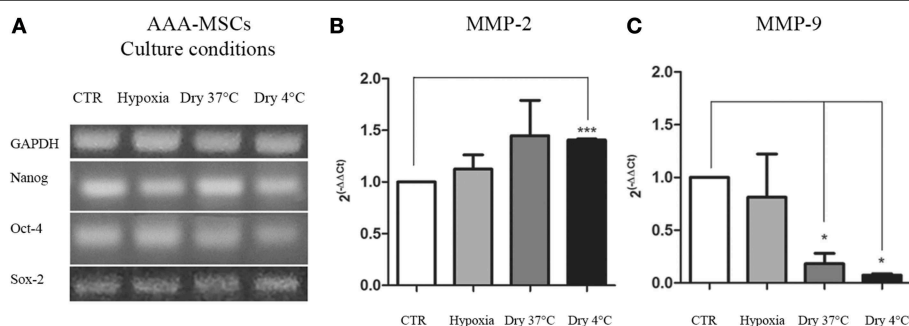 A
AAA-MSCs
Culture conditions
CTR Hypoxia Dry 37°C Dry 4°C
GAPDH
Nanog
Oct-4
Sox-2
B
MMP-2
2(-ΔΔCt)
2.0
1.5
1.0
0.5
0.0
***
CTR Hypoxia Dry 37°C Dry 4°C
C
MMP-9
2(-ΔΔCt)
2.0
1.5
1.0
0.5
0.0
*
*
CTR Hypoxia Dry 37°C Dry 4°C